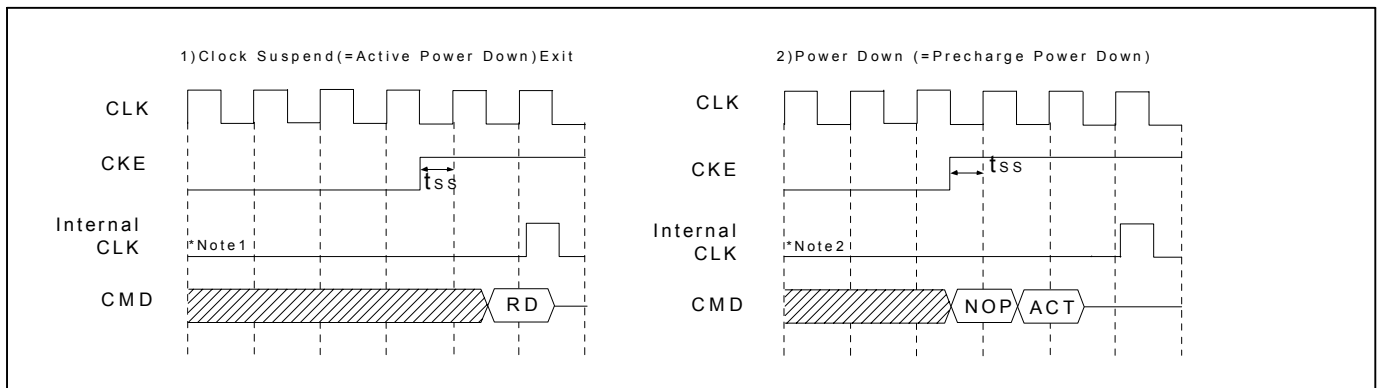 1)Clock Suspend(=Active Power Down)Exit
CLK
CKE
tss
Internal
CLK
*Note1
CMD
RD
2)Power Down (=Precharge Power Down)
CLK
CKE
tss
Internal
CLK
*Note2
CMD
NOP
ACT